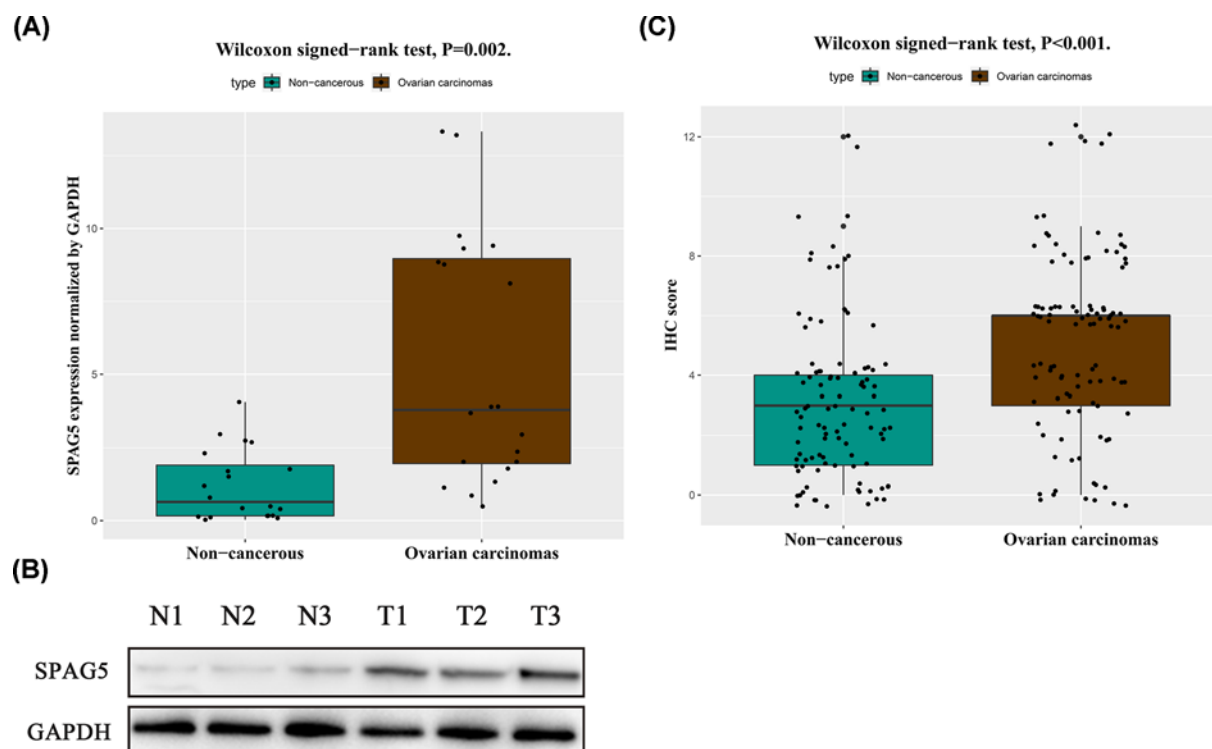 (A)
Wilcoxon signed−rank test, P=0.002.
type Non−cancerous Ovarian carcinomas
SPAG5 expression normalized by GAPDH
10
5
0
Non−cancerous Ovarian carcinomas
(B)
N1 N2 N3 T1 T2 T3
SPAG5
GAPDH
(C)
Wilcoxon signed−rank test, P<0.001.
type Non−cancerous Ovarian carcinomas
IHC score
12
8
4
0
Non−cancerous Ovarian carcinomas